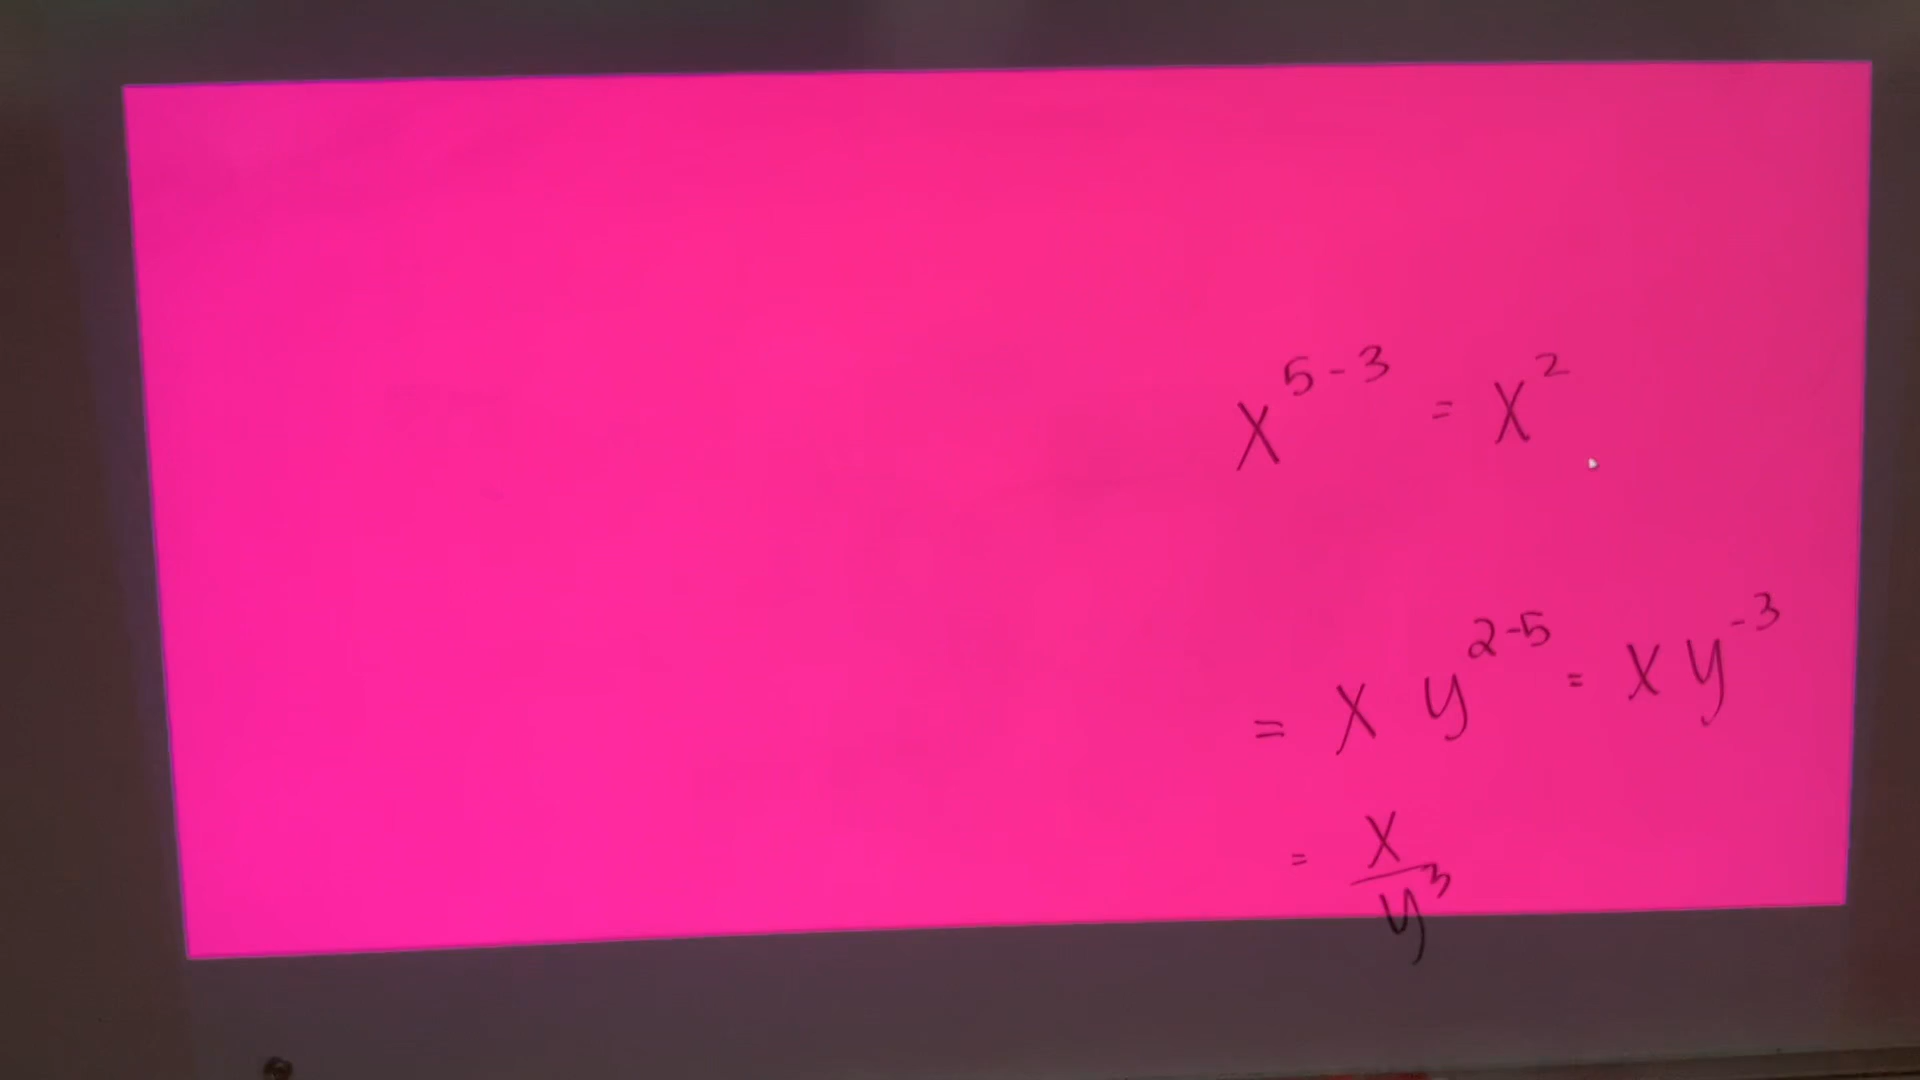 x^{5-3} = x^2
= x y^{2-5} = x y^{-3}
= x/y^3